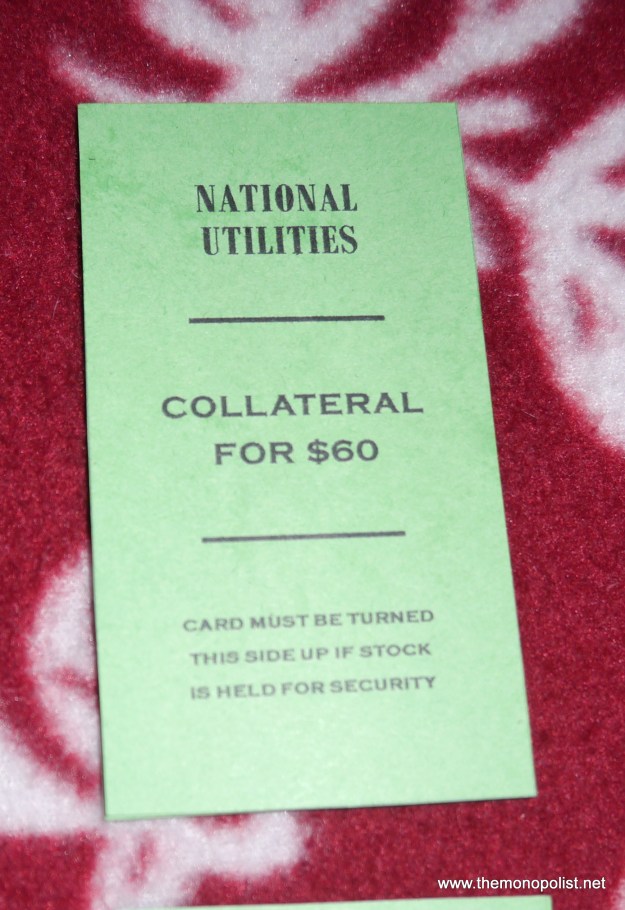 NATIONAL
UTILITIES
COLLATERAL
FOR $60
CARD MUST BE TURNED
THIS SIDE UP IF STOCK
IS HELD FOR SECURITY
www.themonopolist.net